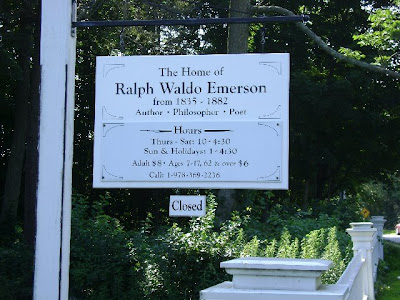 The Home of
Ralph Waldo Emerson
from 1835 - 1882
Author • Philosopher • Poet
Hours
Thurs - Sat: 10-4:30
Sun & Holidays: 1-4:30
Adult $8 • Ages 7-17, 62 & over $6
Call: 1-978-369-2236
Closed